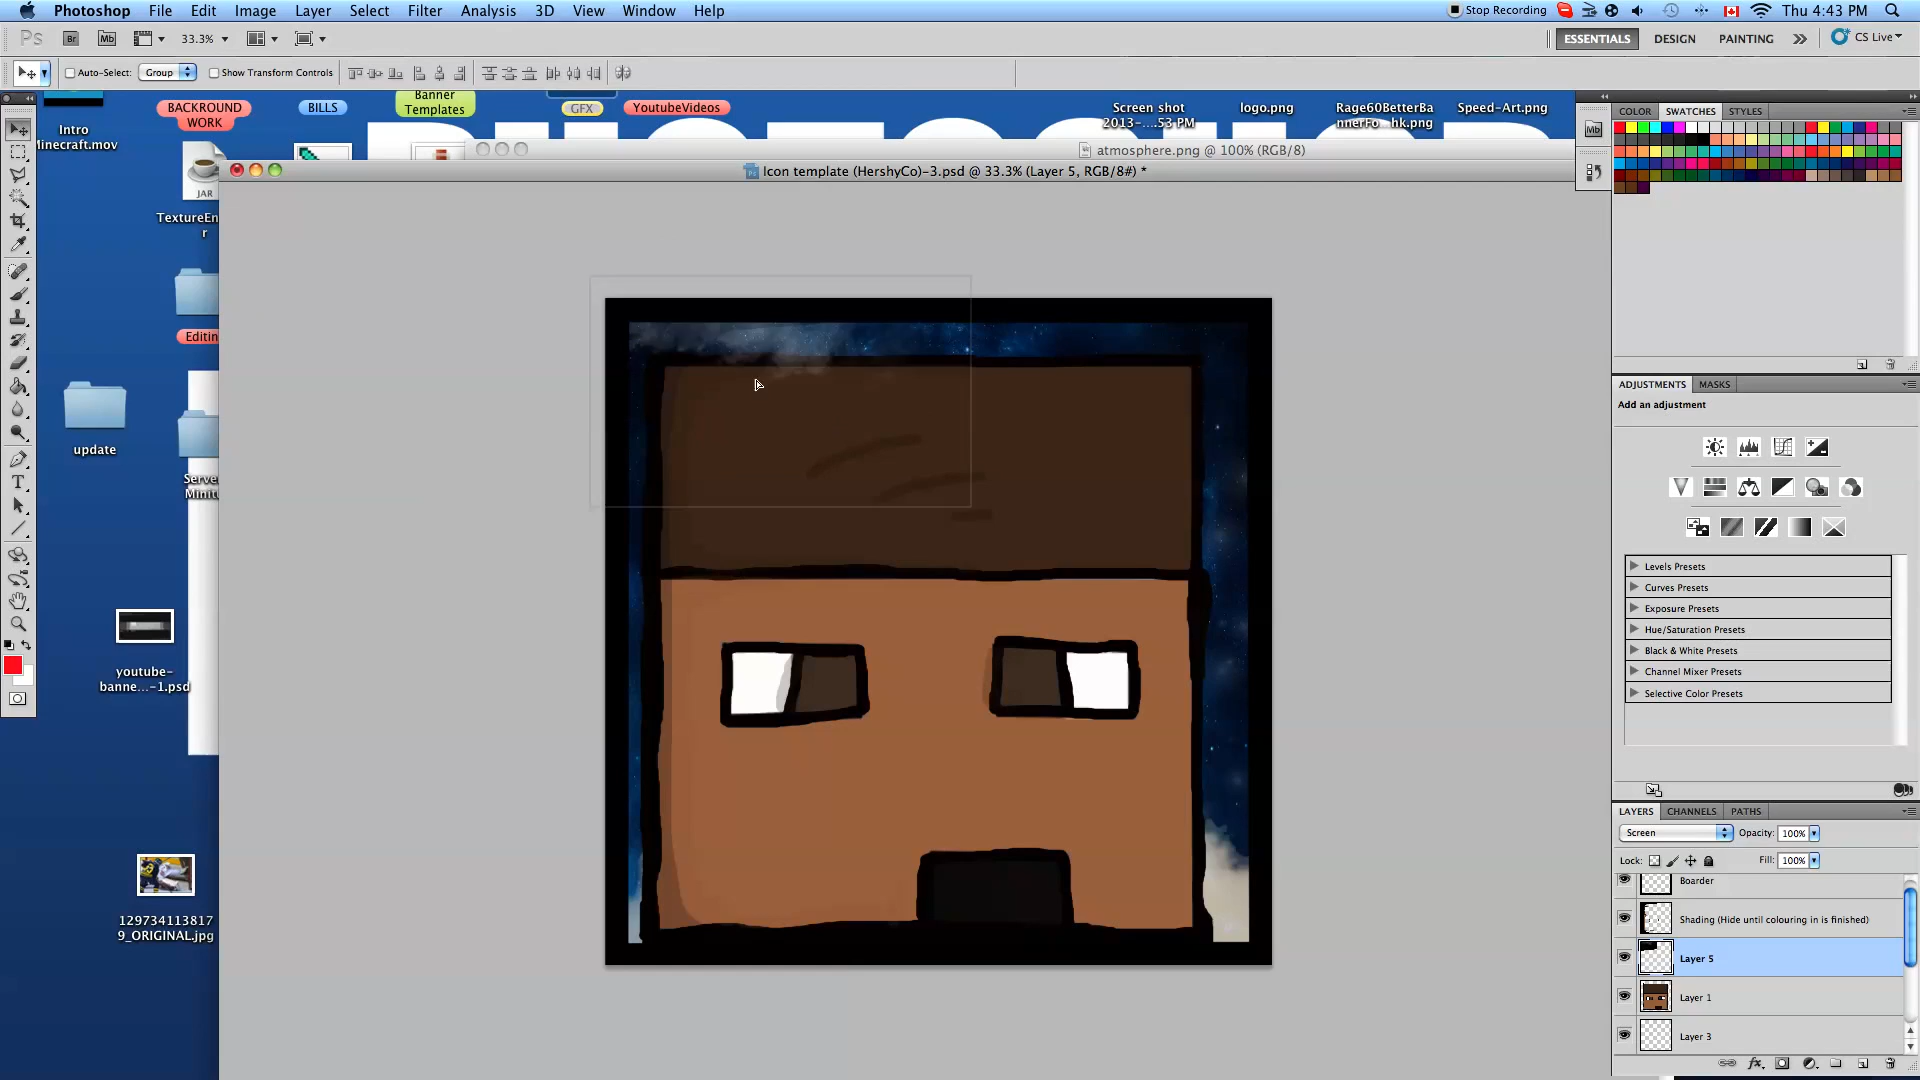 Photoshop File Edit Image Layer Select Filter Analysis 3D View Window Help
Stop Recording Thu 4:43 PM
Ps Br Mb 33.3% ESSENTIALS DESIGN PAINTING CS Live
Auto-Select: Group Show Transform Controls
Intro
Minecraft.mov
BACKROUND
WORK
BILLS
Banner
Templates
GFX
YoutubeVideos
Screen shot
2013-....53 PM
logo.png
Rage60BetterBa
nnerFo...hk.png
Speed-Art.png
atmosphere.png @ 100% (RGB/8)
Icon template (HershyCo)-3.psd @ 33.3% (Layer 5, RGB/8#) *
JAR
TextureEn
r
Editin
update
Serve
Minit
youtube-
banne...-1.psd
129734113817
9_ORIGINAL.jpg
Mb
COLOR SWATCHES STYLES
ADJUSTMENTS MASKS
Add an adjustment
Levels Presets
Curves Presets
Exposure Presets
Hue/Saturation Presets
Black & White Presets
Channel Mixer Presets
Selective Color Presets
LAYERS CHANNELS PATHS
Screen Opacity: 100%
Lock: Fill: 100%
Boarder
Shading (Hide until colouring in is finished)
Layer 5
Layer 1
Layer 3
fx